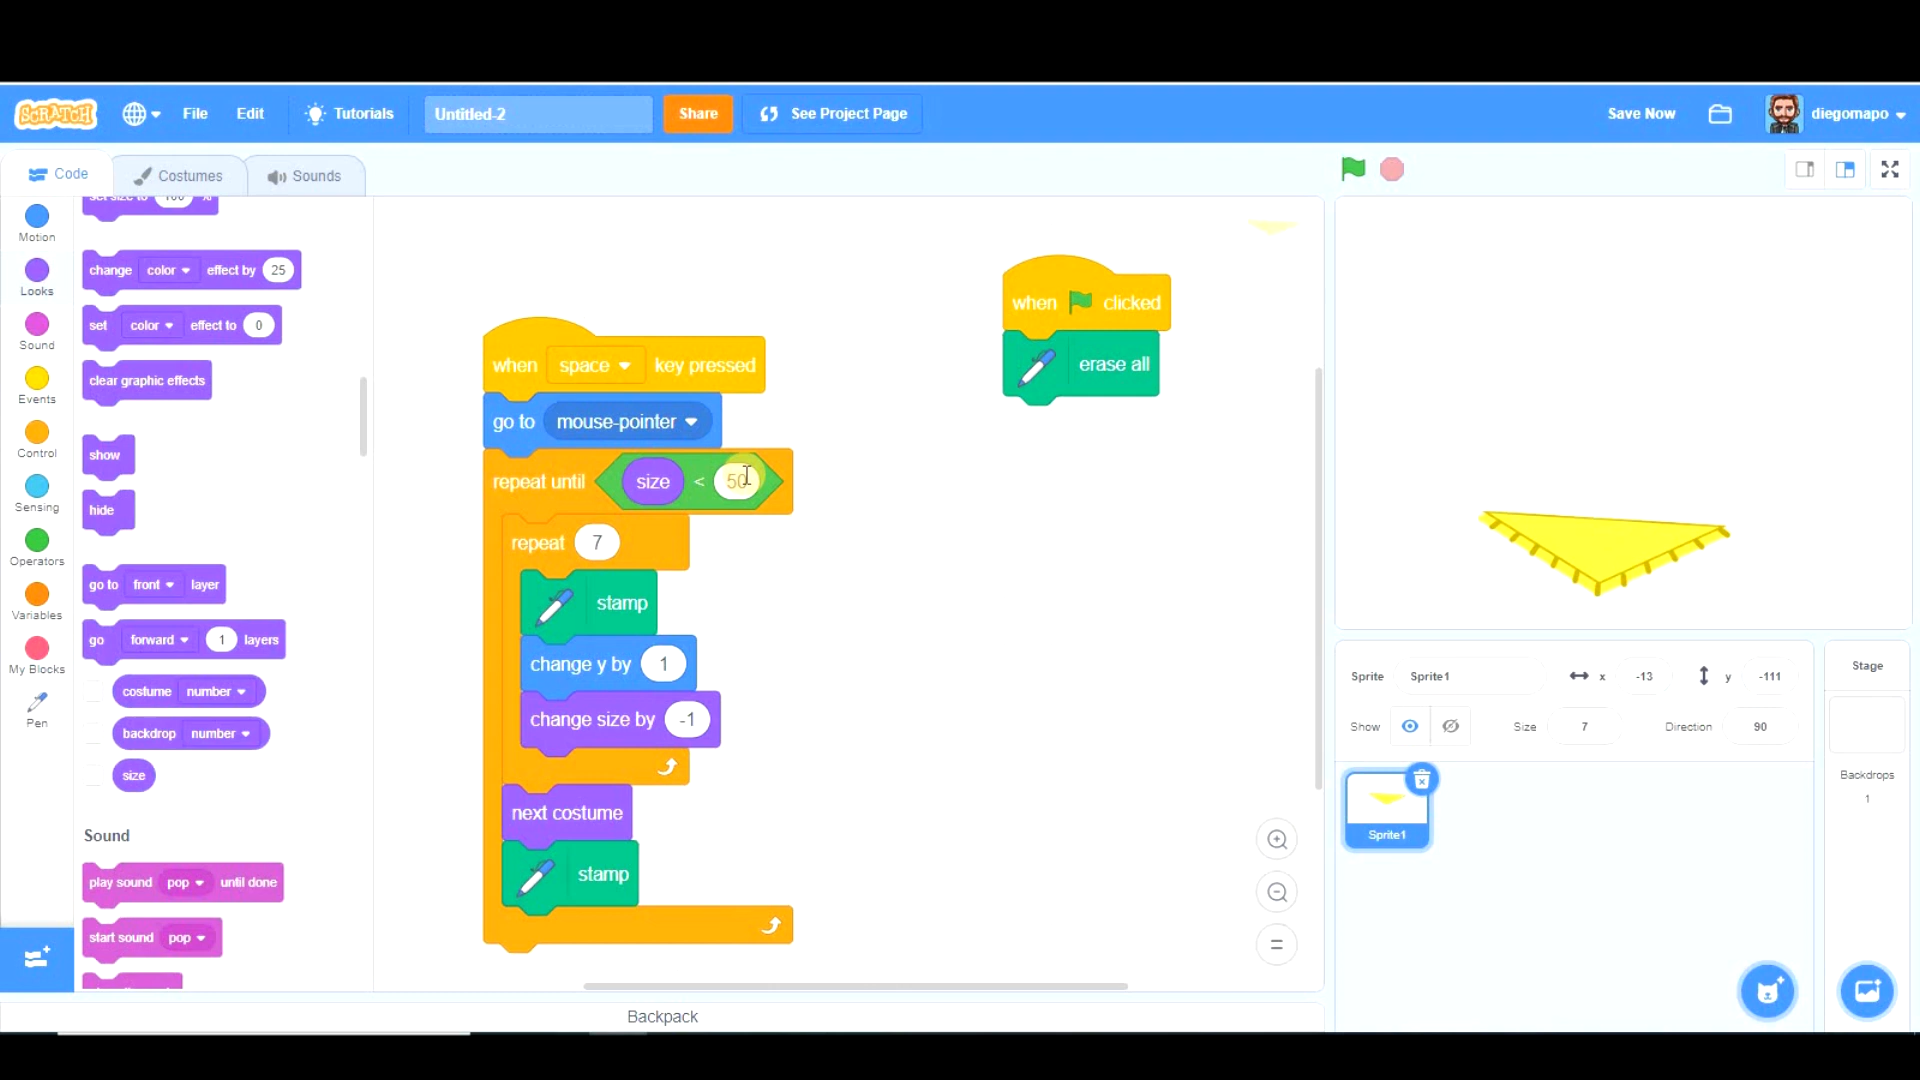 SCRATCH
File
Edit
Tutorials
Untitled-2
Share
See Project Page
Save Now
diegomapo
Code
Costumes
Sounds
Motion
Looks
Sound
Events
Control
Sensing
Operators
Variables
My Blocks
Pen
set size to 100 %
change color effect by 25
set color effect to 0
clear graphic effects
show
hide
go to front layer
go forward 1 layers
costume number
backdrop number
size
Sound
play sound pop until done
start sound pop
when space key pressed
go to mouse-pointer
repeat until size < 50
repeat 7
stamp
change y by 1
change size by -1
next costume
stamp
when clicked
erase all
Backpack
Sprite Sprite1 x -13 y -111
Show Size 7 Direction 90
Sprite1
Stage
Backdrops
1